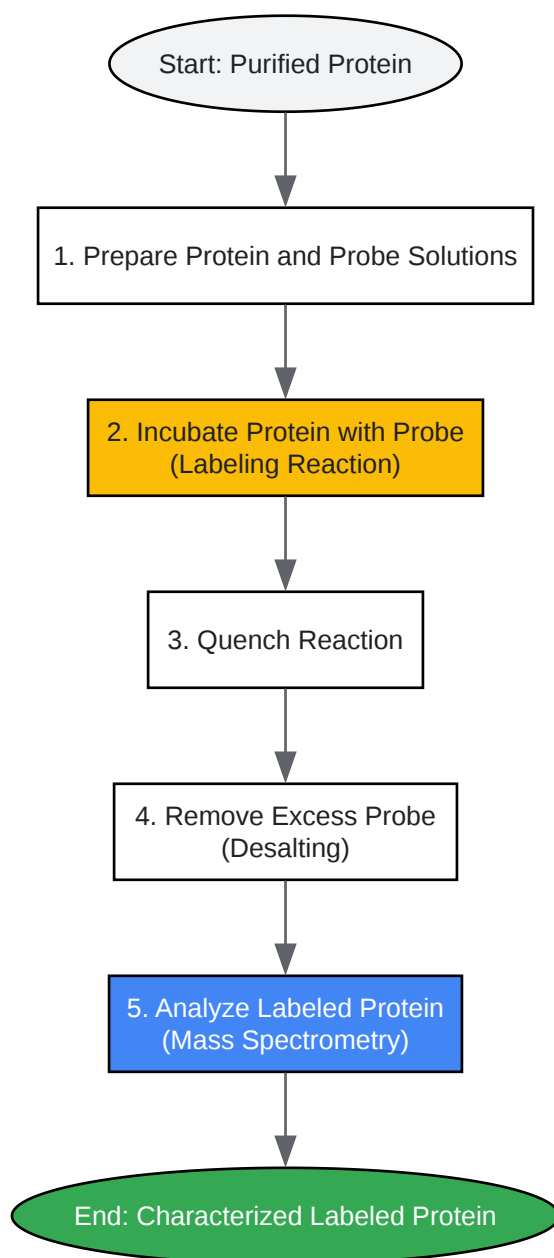 Start: Purified Protein
1. Prepare Protein and Probe Solutions
2. Incubate Protein with Probe
(Labeling Reaction)
3. Quench Reaction
4. Remove Excess Probe
(Desalting)
5. Analyze Labeled Protein
(Mass Spectrometry)
End: Characterized Labeled Protein